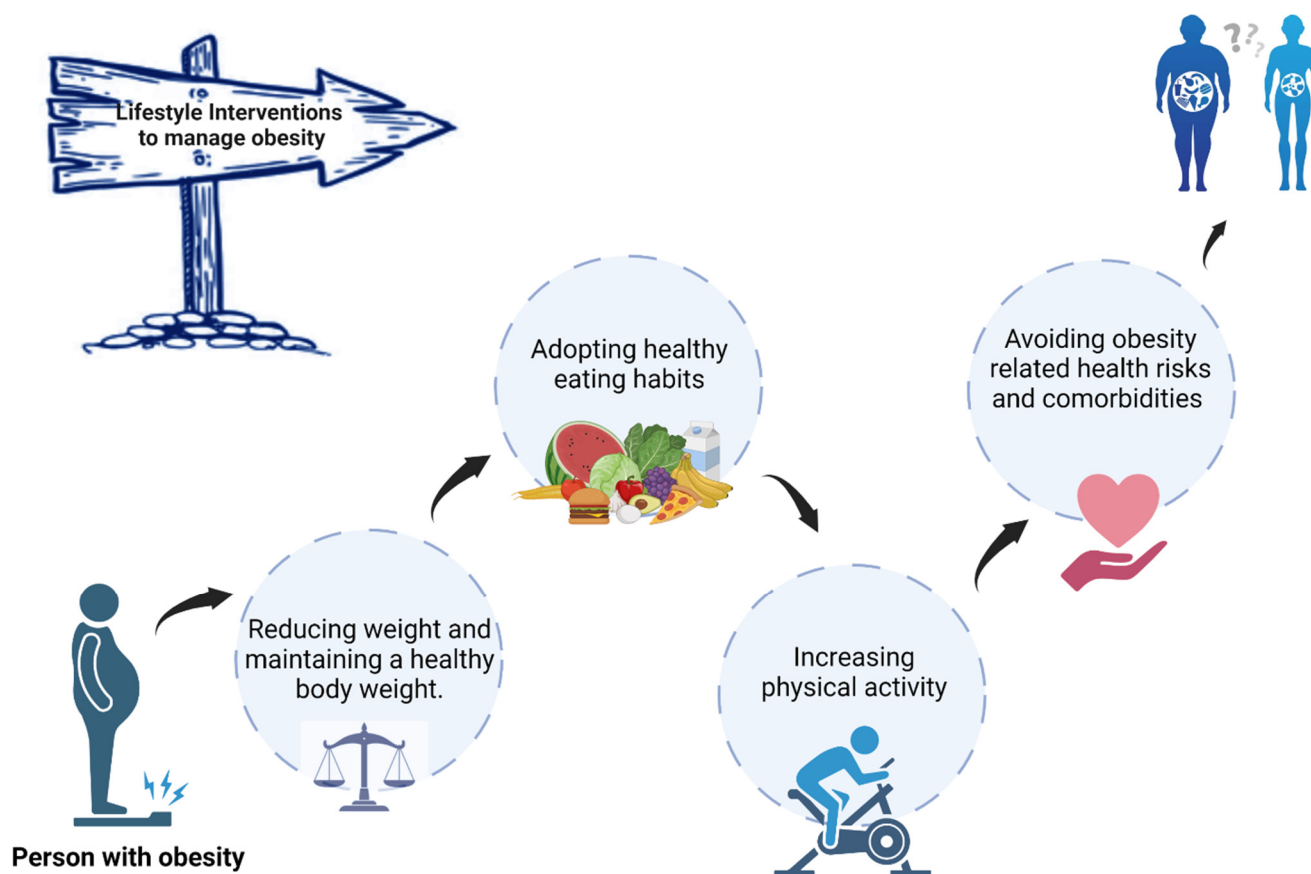 Lifestyle Interventions
to manage obesity
???
Adopting healthy
eating habits
Avoiding obesity
related health risks
and comorbidities
Reducing weight and
maintaining a healthy
body weight.
Increasing
physical activity
Person with obesity